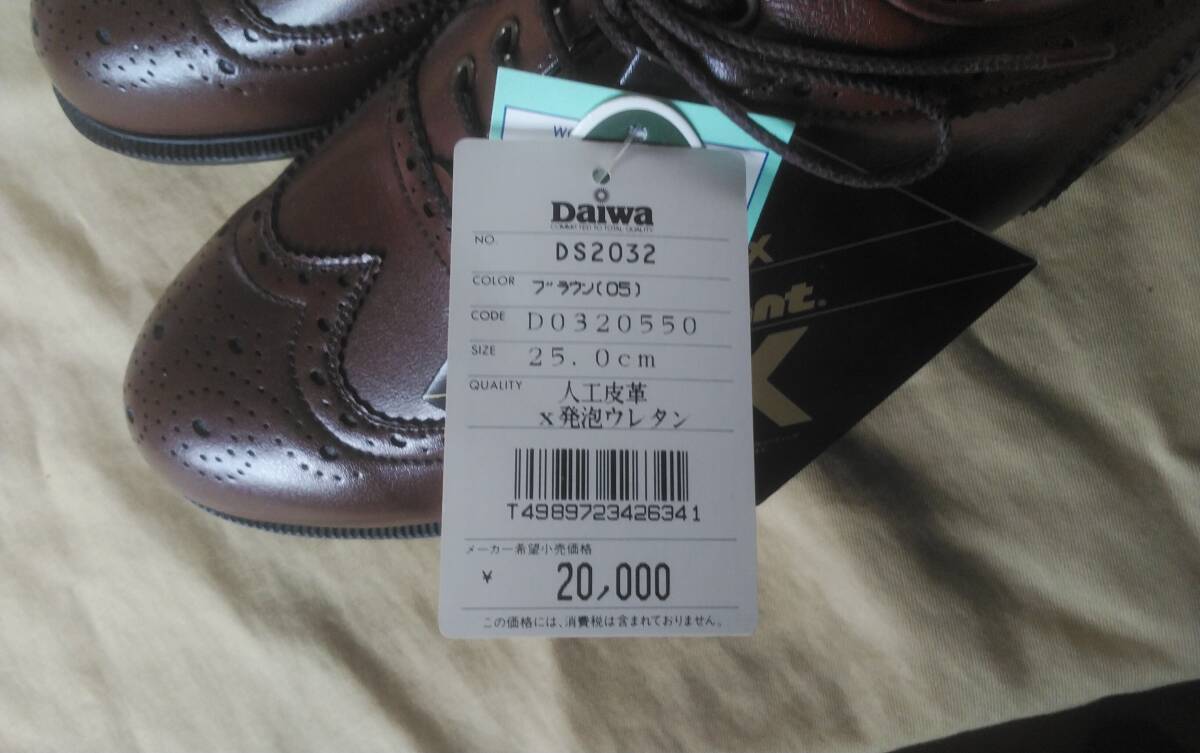 Daiwa
COMMITTED TO TOTAL QUALITY
NO. DS2032
COLOR ブラウン(05)
CODE D0320550
SIZE 25.0cm
QUALITY 人工皮革
X発泡ウレタン
T4989723426341
メーカー希望小売価格
¥ 20,000
この価格には、消費税は含まれておりません。
X